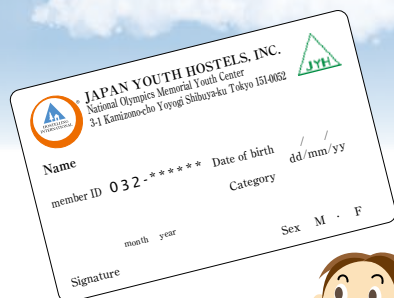 JAPAN YOUTH HOSTELS, INC.
National Olympics Memorial Youth Center
3-1 Kamizono-cho Yoyogi Shibuya-ku Tokyo 151-0052
HOSTELLING
INTERNATIONAL
®
JYH
Name
member ID 032-****** Date of birth / /
dd/mm/yy
Category
month year
Sex M · F
Signature